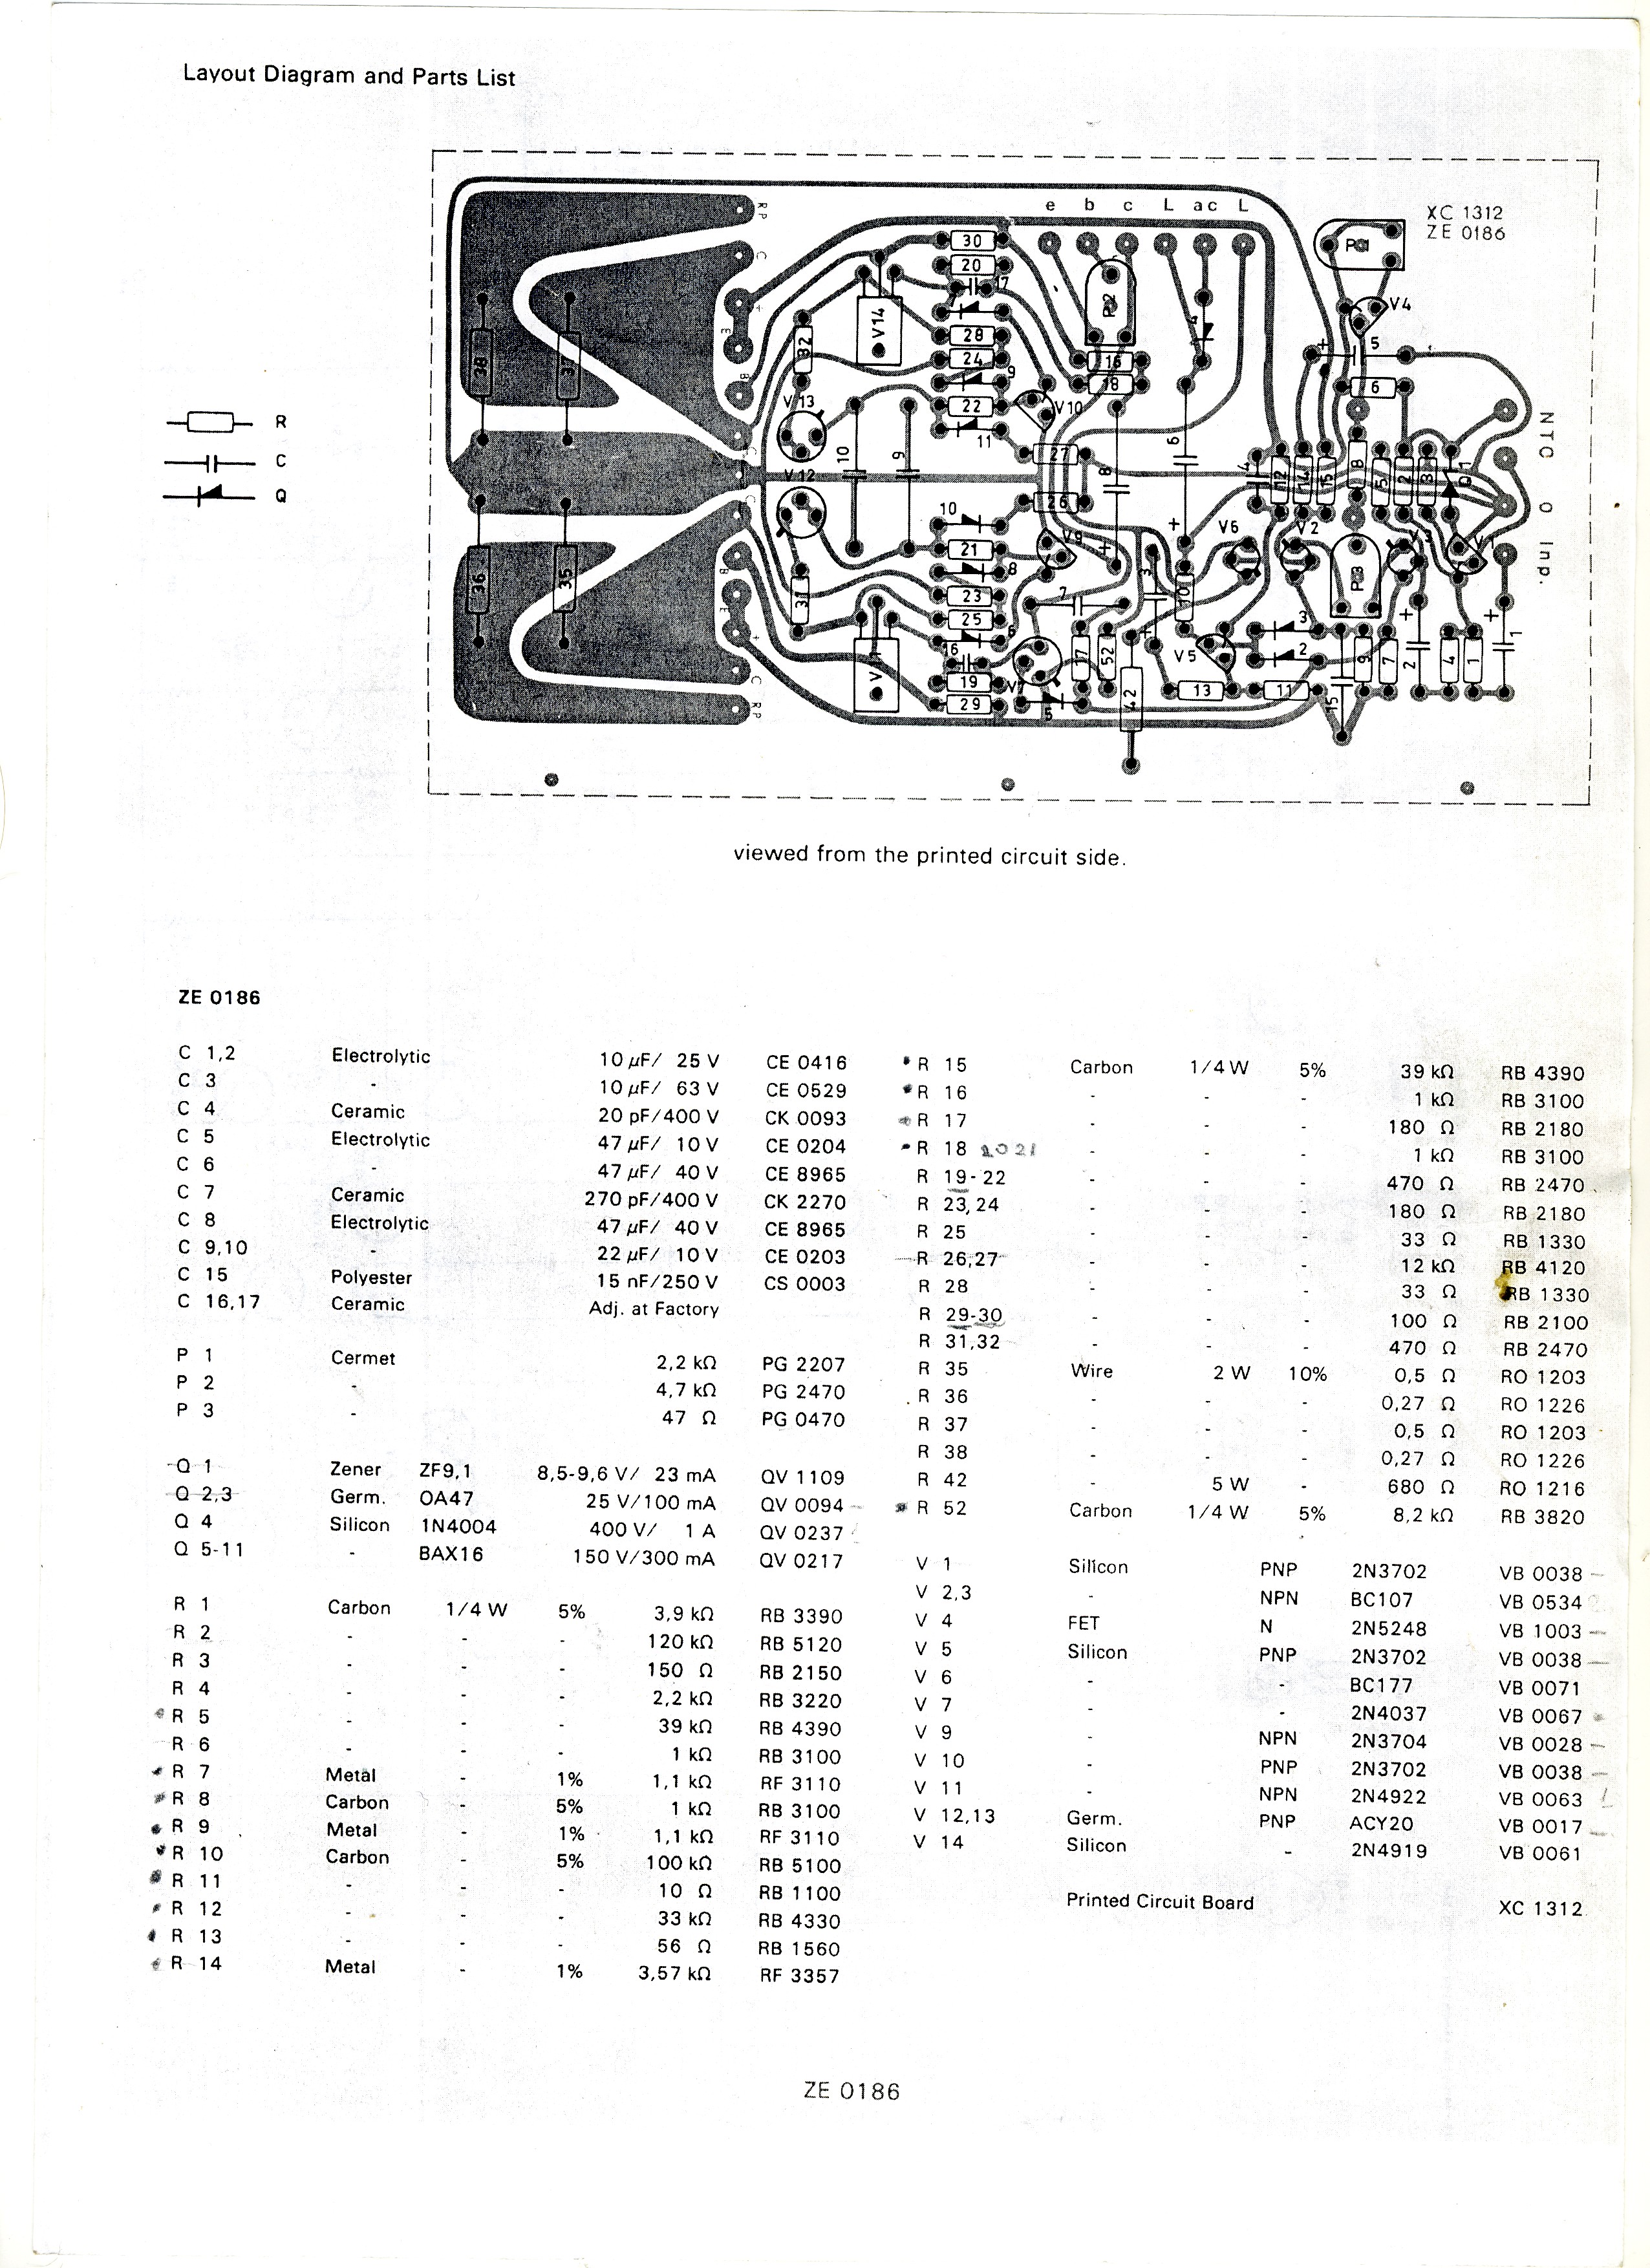 Layout Diagram and Parts List
e b c L ac L
XC 1312
ZE 0186
R
C
Q
NTC O Inp.
viewed from the printed circuit side.
ZE 0186
C 1,2 Electrolytic 10 µF/ 25 V CE 0416
C 3 - 10 µF/ 63 V CE 0529
C 4 Ceramic 20 pF/400 V CK 0093
C 5 Electrolytic 47 µF/ 10 V CE 0204
C 6 - 47 µF/ 40 V CE 8965
C 7 Ceramic 270 pF/400 V CK 2270
C 8 Electrolytic 47 µF/ 40 V CE 8965
C 9,10 - 22 µF/ 10 V CE 0203
C 15 Polyester 15 nF/250 V CS 0003
C 16,17 Ceramic Adj. at Factory
P 1 Cermet 2,2 kΩ PG 2207
P 2 - 4,7 kΩ PG 2470
P 3 - 47 Ω PG 0470
Q 1 Zener ZF9,1 8,5-9,6 V/ 23 mA QV 1109
Q 2,3 Germ. OA47 25 V/100 mA QV 0094
Q 4 Silicon 1N4004 400 V/ 1 A QV 0237
Q 5-11 - BAX16 150 V/300 mA QV 0217
R 1 Carbon 1/4 W 5% 3,9 kΩ RB 3390
R 2 - - - 120 kΩ RB 5120
R 3 - - - 150 Ω RB 2150
R 4 - - - 2,2 kΩ RB 3220
R 5 - - - 39 kΩ RB 4390
R 6 - - - 1 kΩ RB 3100
R 7 Metal - 1% 1,1 kΩ RF 3110
R 8 Carbon - 5% 1 kΩ RB 3100
R 9 Metal - 1% 1,1 kΩ RF 3110
R 10 Carbon - 5% 100 kΩ RB 5100
R 11 - - - 10 Ω RB 1100
R 12 - - - 33 kΩ RB 4330
R 13 - - - 56 Ω RB 1560
R 14 Metal - 1% 3,57 kΩ RF 3357
R 15 Carbon 1/4 W 5% 39 kΩ RB 4390
R 16 - - - 1 kΩ RB 3100
R 17 - - - 180 Ω RB 2180
R 18 2021 - - - 1 kΩ RB 3100
R 19-22 - - - 470 Ω RB 2470
R 23,24 - - - 180 Ω RB 2180
R 25 - - - 33 Ω RB 1330
R 26,27 - - - 12 kΩ RB 4120
R 28 - - - 33 Ω RB 1330
R 29-30 - - - 100 Ω RB 2100
R 31,32 - - - 470 Ω RB 2470
R 35 Wire 2 W 10% 0,5 Ω RO 1203
R 36 - - - 0,27 Ω RO 1226
R 37 - - - 0,5 Ω RO 1203
R 38 - - - 0,27 Ω RO 1226
R 42 - 5 W - 680 Ω RO 1216
R 52 Carbon 1/4 W 5% 8,2 kΩ RB 3820
V 1 Silicon PNP 2N3702 VB 0038
V 2,3 - NPN BC107 VB 0534
V 4 FET N 2N5248 VB 1003
V 5 Silicon PNP 2N3702 VB 0038
V 6 - - BC177 VB 0071
V 7 - - 2N4037 VB 0067
V 9 - NPN 2N3704 VB 0028
V 10 - PNP 2N3702 VB 0038
V 11 - NPN 2N4922 VB 0063
V 12,13 Germ. PNP ACY20 VB 0017
V 14 Silicon - 2N4919 VB 0061
Printed Circuit Board XC 1312
ZE 0186